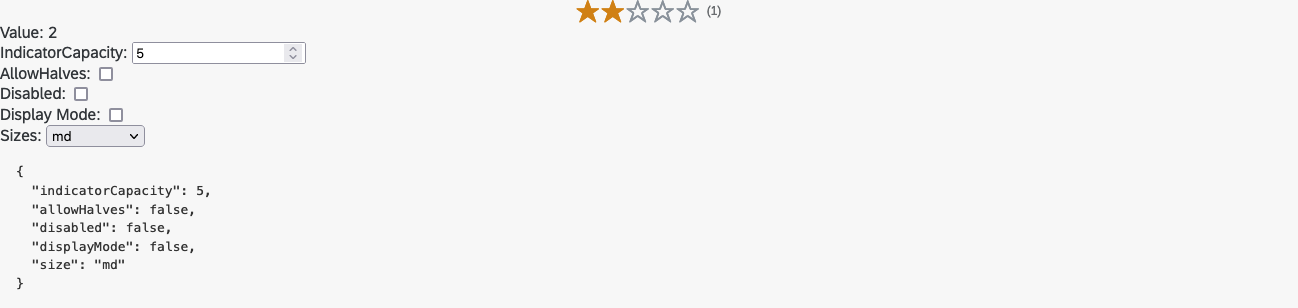 (1)
Value: 2
IndicatorCapacity: 5
AllowHalves:
Disabled:
Display Mode:
Sizes: md
{
  "indicatorCapacity": 5,
  "allowHalves": false,
  "disabled": false,
  "displayMode": false,
  "size": "md"
}